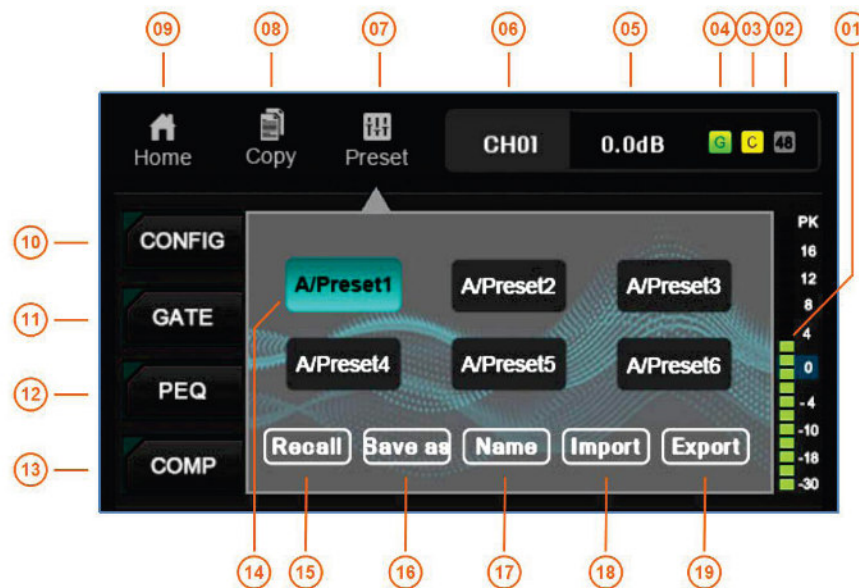 09 08 07 06 05 04 03 02 01
Home Copy Preset CH01 0.0dB G C 48
PK
10 CONFIG 16
A/Preset1 A/Preset2 A/Preset3 12
8
11 GATE 4
A/Preset4 A/Preset5 A/Preset6 0
12 PEQ -4
Recall Save as Name Import Export -10
13 COMP -18
-30
14 15 16 17 18 19